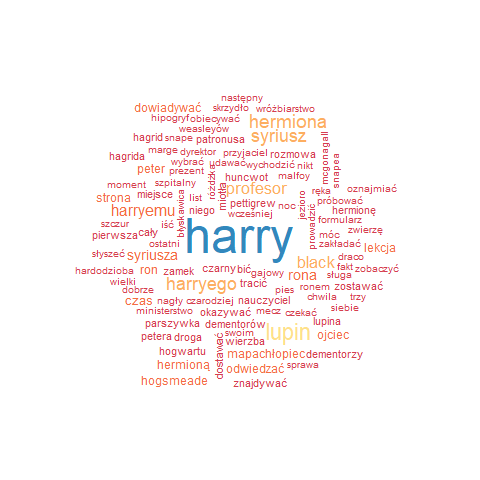 następny
dowiadywać skrzydło wróżbiarstwo
hipogryf obiecywać hermiona
weasleyów syriusz
hagrid snape patronusa mcgonagall
marge dyrektor przyjaciel rozmowa
hagrida wybrać udawać wychodzić nikt snapea
peter prezent różdżka huncwot malfoy
moment szpitalny profesor ręka oznajmiać
strona miejsce list miotła pettigrew noc jezioro próbować
harryemu błyskawica niego wcześniej prowadzić hermionę
szczur iść formularz
pierwsza cały harry móc zwierzę
ostatni zakładać lekcja
słyszeć syriusza draco
hardodzioba ron zamek czarny bić gajowy black fakt zobaczyć
wielki harryego tracić rona sługa
dobrze pies ronem zostawać
czas nagły czarodziej nauczyciel chwila trzy
ministerstwo okazywać mecz czekać siebie
parszywka dementorów lupin lupina
petera droga swoim wierzba ojciec
hogwartu dostawać mapa chłopiec dementorzy
hermioną odwiedzać sprawa
hogsmeade znajdywać